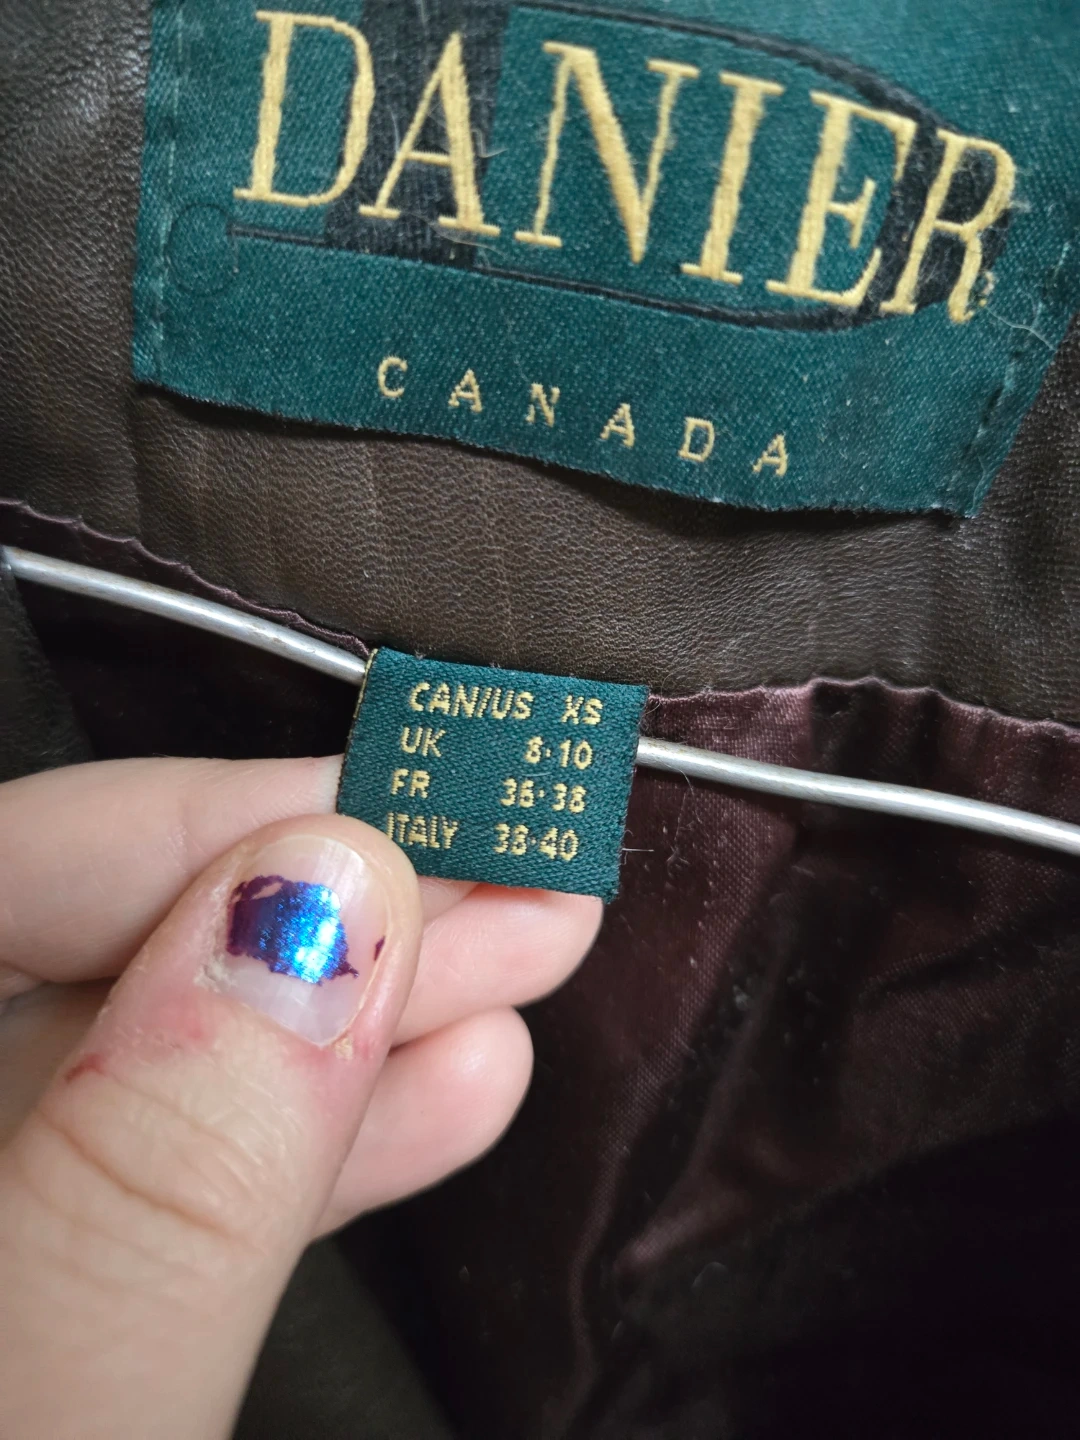 DANIER
CANADA
CAN/US XS
UK 8·10
FR 36·38
ITALY 38·40